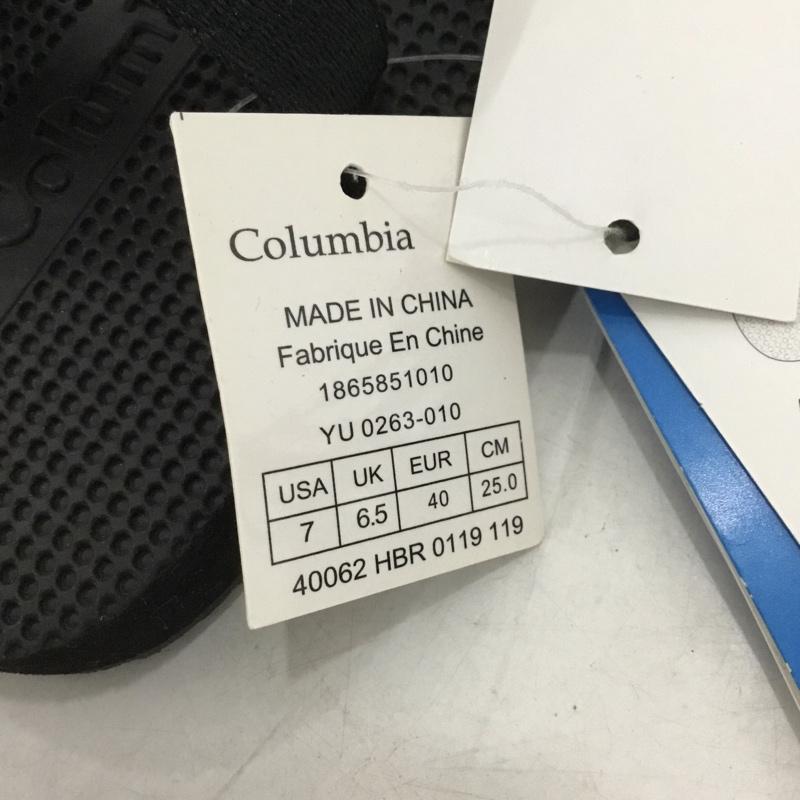 Colum
Columbia
MADE IN CHINA
Fabrique En Chine
1865851010
YU 0263-010
USA UK EUR CM
7 6.5 40 25.0
40062 HBR 0119 119